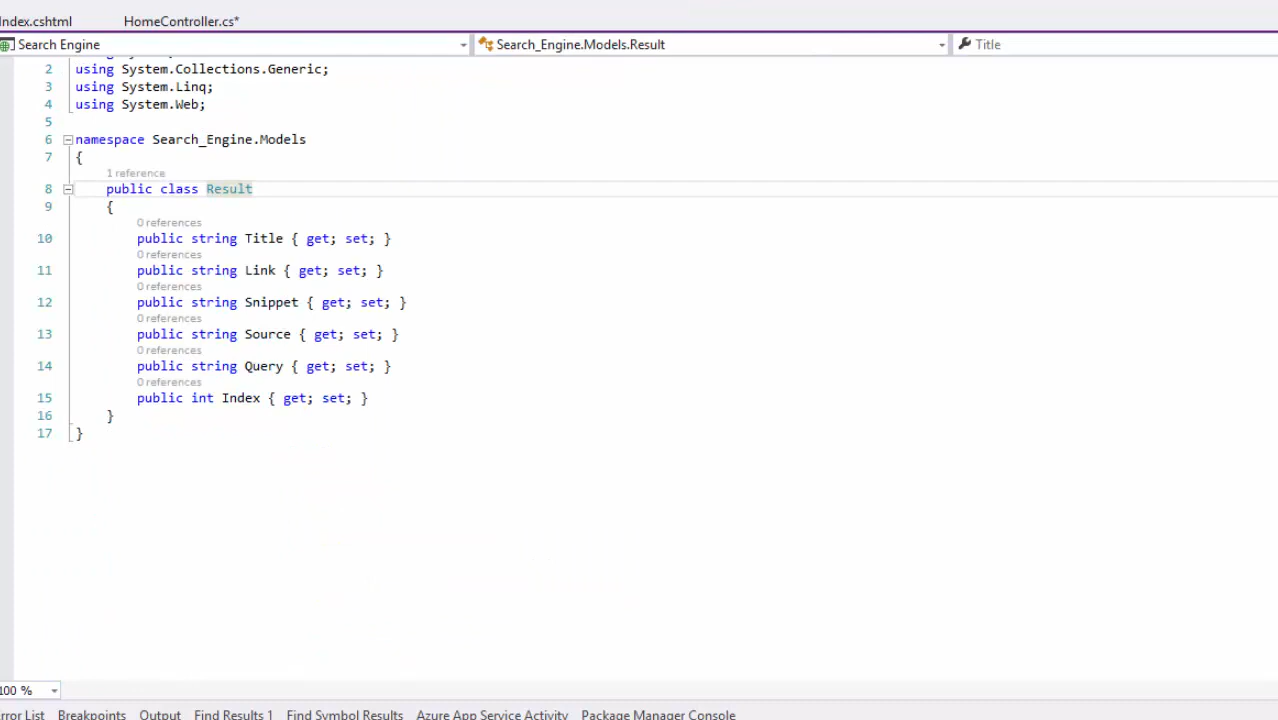 Index.cshtml HomeController.cs*
Search Engine Search_Engine.Models.Result Title
2 using System.Collections.Generic;
3 using System.Linq;
4 using System.Web;
5
6 namespace Search_Engine.Models
7 {
1 reference
8 public class Result
9 {
0 references
10 public string Title { get; set; }
0 references
11 public string Link { get; set; }
0 references
12 public string Snippet { get; set; }
0 references
13 public string Source { get; set; }
0 references
14 public string Query { get; set; }
0 references
15 public int Index { get; set; }
16 }
17 }
100 %
Error List Breakpoints Output Find Results 1 Find Symbol Results Azure App Service Activity Package Manager Console